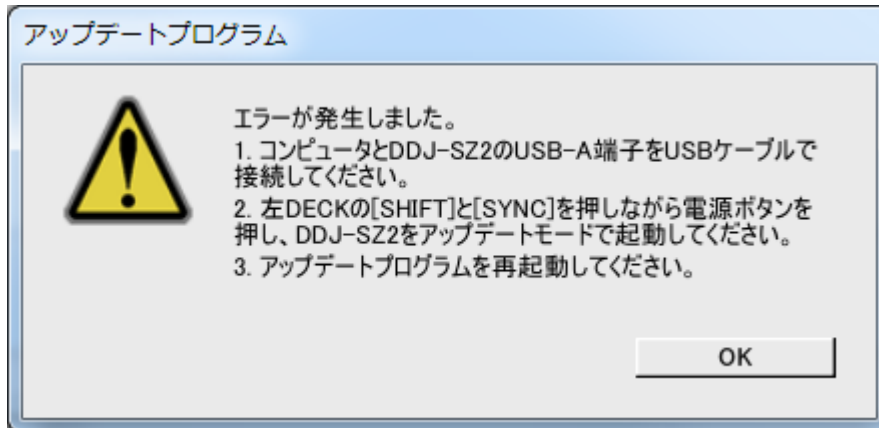 アップデートプログラム
エラーが発生しました。
1. コンピュータとDDJ-SZ2のUSB-A端子をUSBケーブルで
接続してください。
2. 左DECKの[SHIFT]と[SYNC]を押しながら電源ボタンを
押し、DDJ-SZ2をアップデートモードで起動してください。
3. アップデートプログラムを再起動してください。
OK